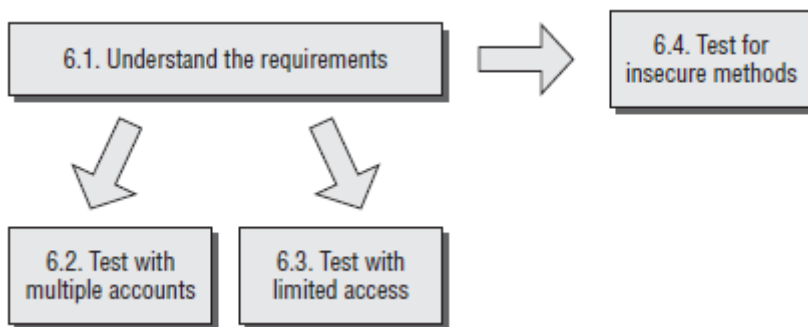 6.1. Understand the requirements
6.4. Test for
insecure methods
6.2. Test with
multiple accounts
6.3. Test with
limited access